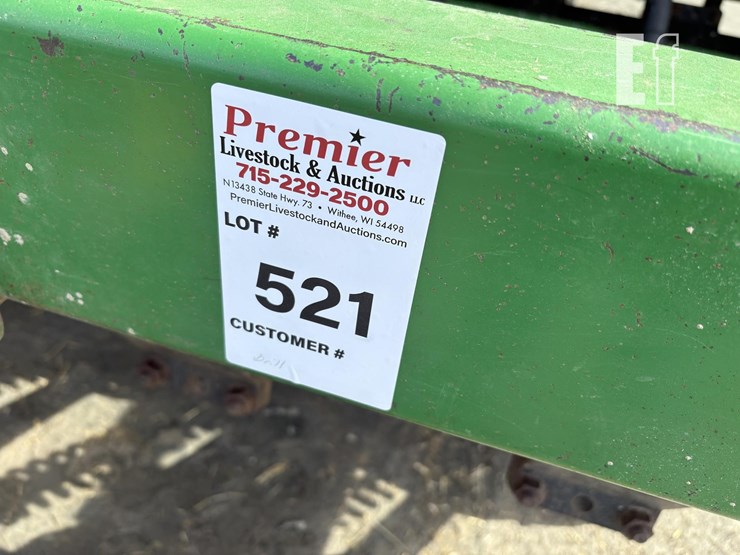 Premier
Livestock & Auctions LLC
715-229-2500
N13438 State Hwy. 73 • Withee, WI 54498
PremierLivestockandAuctions.com
LOT #
521
CUSTOMER #
Drill
E